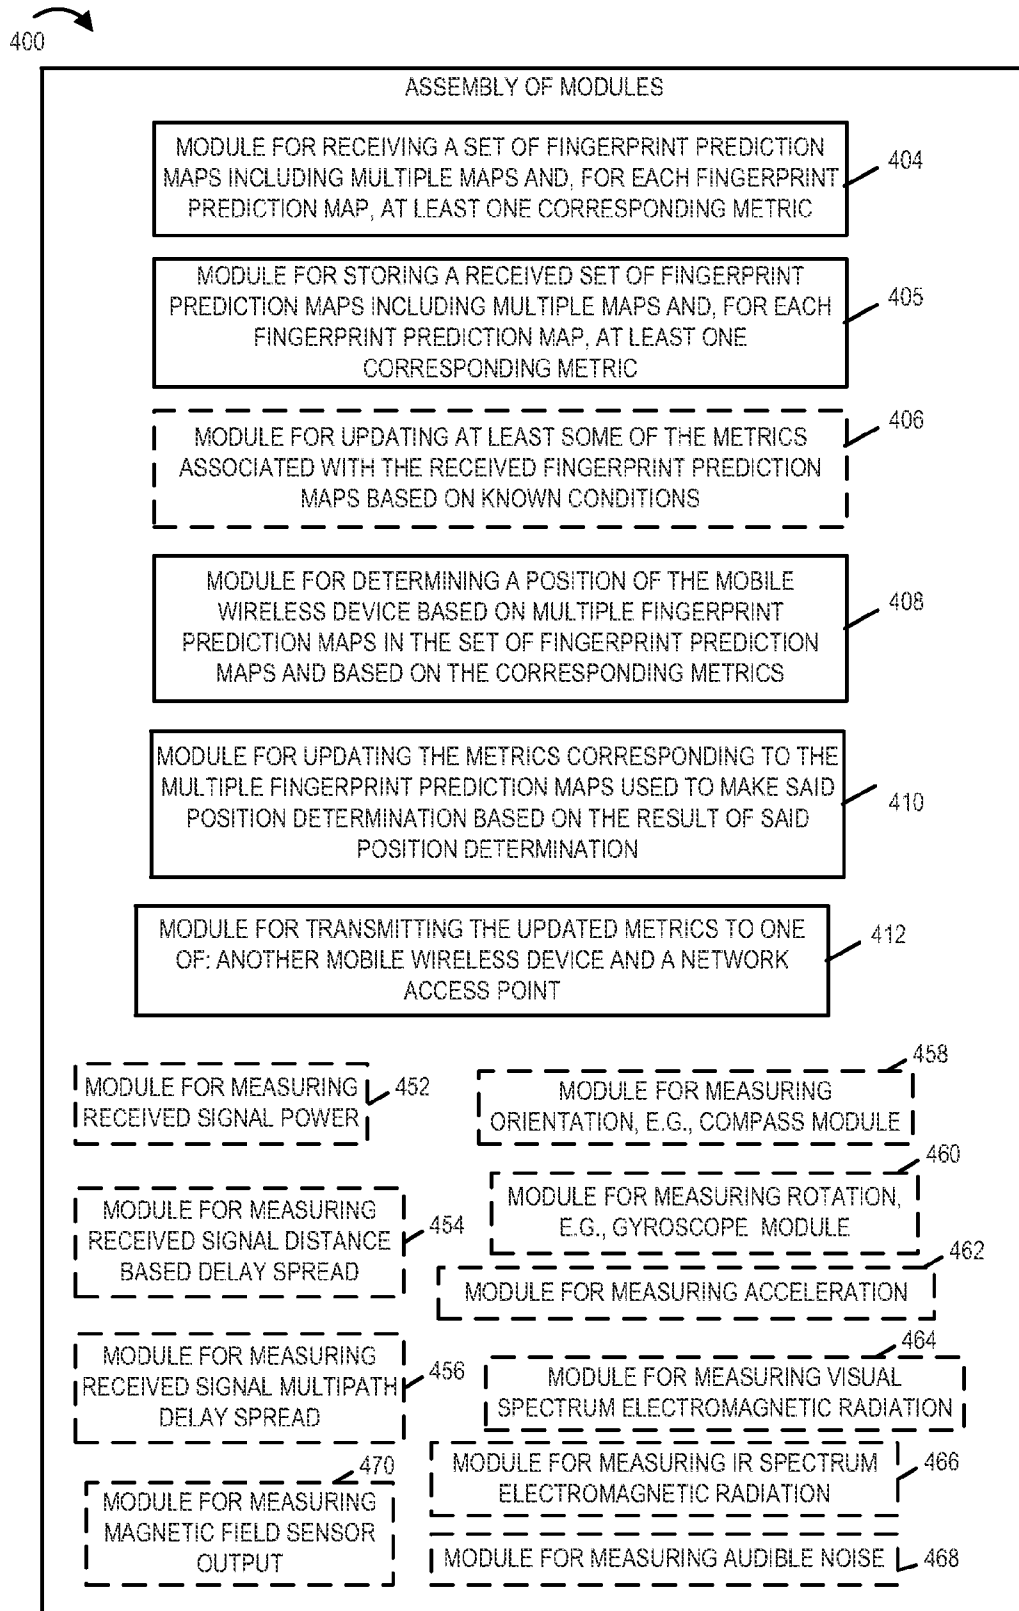 400
ASSEMBLY OF MODULES
MODULE FOR RECEIVING A SET OF FINGERPRINT PREDICTION
MAPS INCLUDING MULTIPLE MAPS AND, FOR EACH FINGERPRINT
PREDICTION MAP, AT LEAST ONE CORRESPONDING METRIC
404
MODULE FOR STORING A RECEIVED SET OF FINGERPRINT
PREDICTION MAPS INCLUDING MULTIPLE MAPS AND, FOR EACH
FINGERPRINT PREDICTION MAP, AT LEAST ONE
CORRESPONDING METRIC
405
MODULE FOR UPDATING AT LEAST SOME OF THE METRICS
ASSOCIATED WITH THE RECEIVED FINGERPRINT PREDICTION
MAPS BASED ON KNOWN CONDITIONS
406
MODULE FOR DETERMINING A POSITION OF THE MOBILE
WIRELESS DEVICE BASED ON MULTIPLE FINGERPRINT
PREDICTION MAPS IN THE SET OF FINGERPRINT PREDICTION
MAPS AND BASED ON THE CORRESPONDING METRICS
408
MODULE FOR UPDATING THE METRICS CORRESPONDING TO THE
MULTIPLE FINGERPRINT PREDICTION MAPS USED TO MAKE SAID
POSITION DETERMINATION BASED ON THE RESULT OF SAID
POSITION DETERMINATION
410
MODULE FOR TRANSMITTING THE UPDATED METRICS TO ONE
OF: ANOTHER MOBILE WIRELESS DEVICE AND A NETWORK
ACCESS POINT
412
MODULE FOR MEASURING
RECEIVED SIGNAL POWER
452
MODULE FOR MEASURING
ORIENTATION, E.G., COMPASS MODULE
458
MODULE FOR MEASURING ROTATION,
E.G., GYROSCOPE MODULE
460
MODULE FOR MEASURING
RECEIVED SIGNAL DISTANCE
BASED DELAY SPREAD
454
MODULE FOR MEASURING ACCELERATION
462
MODULE FOR MEASURING
RECEIVED SIGNAL MULTIPATH
DELAY SPREAD
456
MODULE FOR MEASURING VISUAL
SPECTRUM ELECTROMAGNETIC RADIATION
464
MODULE FOR MEASURING IR SPECTRUM
ELECTROMAGNETIC RADIATION
466
MODULE FOR MEASURING
MAGNETIC FIELD SENSOR
OUTPUT
470
MODULE FOR MEASURING AUDIBLE NOISE
468